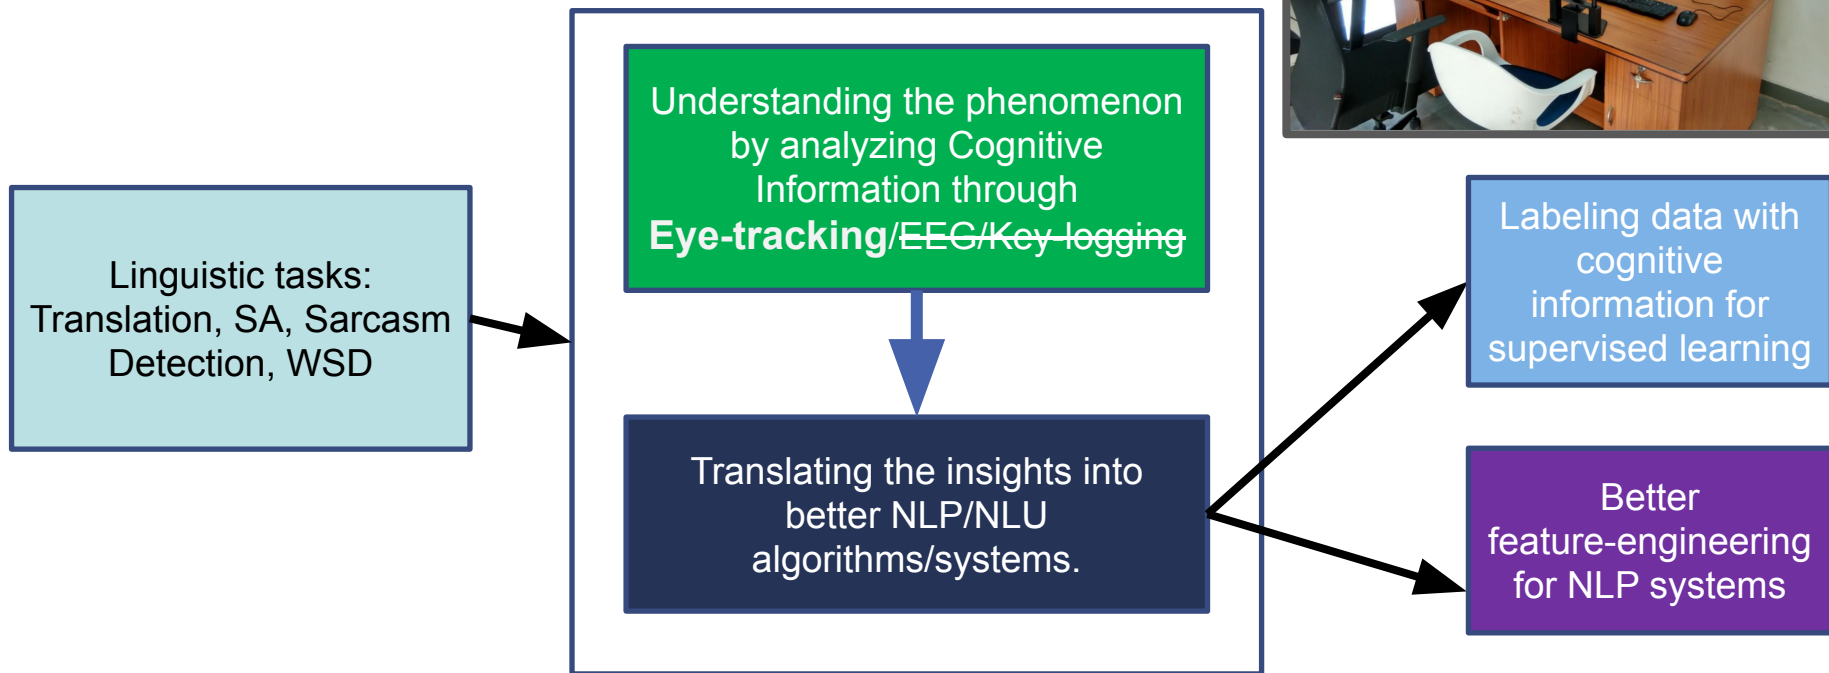 Linguistic tasks:
Translation, SA, Sarcasm
Detection, WSD
Understanding the phenomenon
by analyzing Cognitive
Information through
Eye-tracking/EEG/Key-logging
Translating the insights into
better NLP/NLU
algorithms/systems.
Labeling data with
cognitive
information for
supervised learning
Better
feature-engineering
for NLP systems